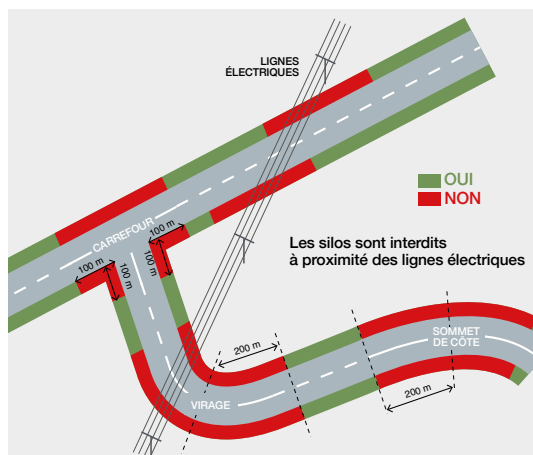 LIGNES
ÉLECTRIQUES
OUI
NON
CARREFOUR
100 m
100 m
100 m
100 m
Les silos sont interdits
à proximité des lignes électriques
200 m
SOMMET
DE CÔTE
VIRAGE
200 m